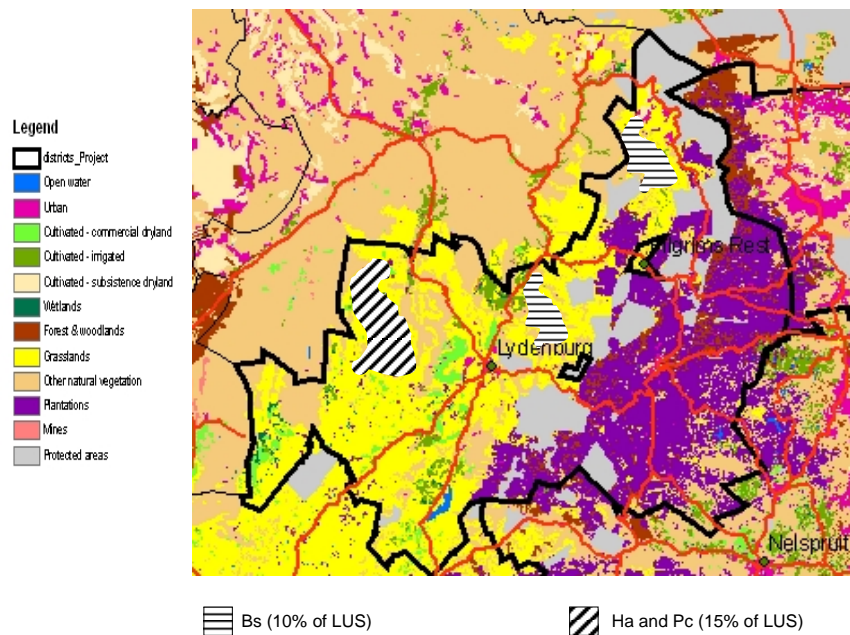 Legend
districts_Project
Open water
Urban
Cultivated - commercial dryland
Cultivated - irrigated
Cultivated - subsistence dryland
Wetlands
Forest & woodlands
Grasslands
Other natural vegetation
Plantations
Mines
Protected areas
Pilgrims Rest
Lydenburg
Nelspruit
Bs (10% of LUS)
Ha and Pc (15% of LUS)